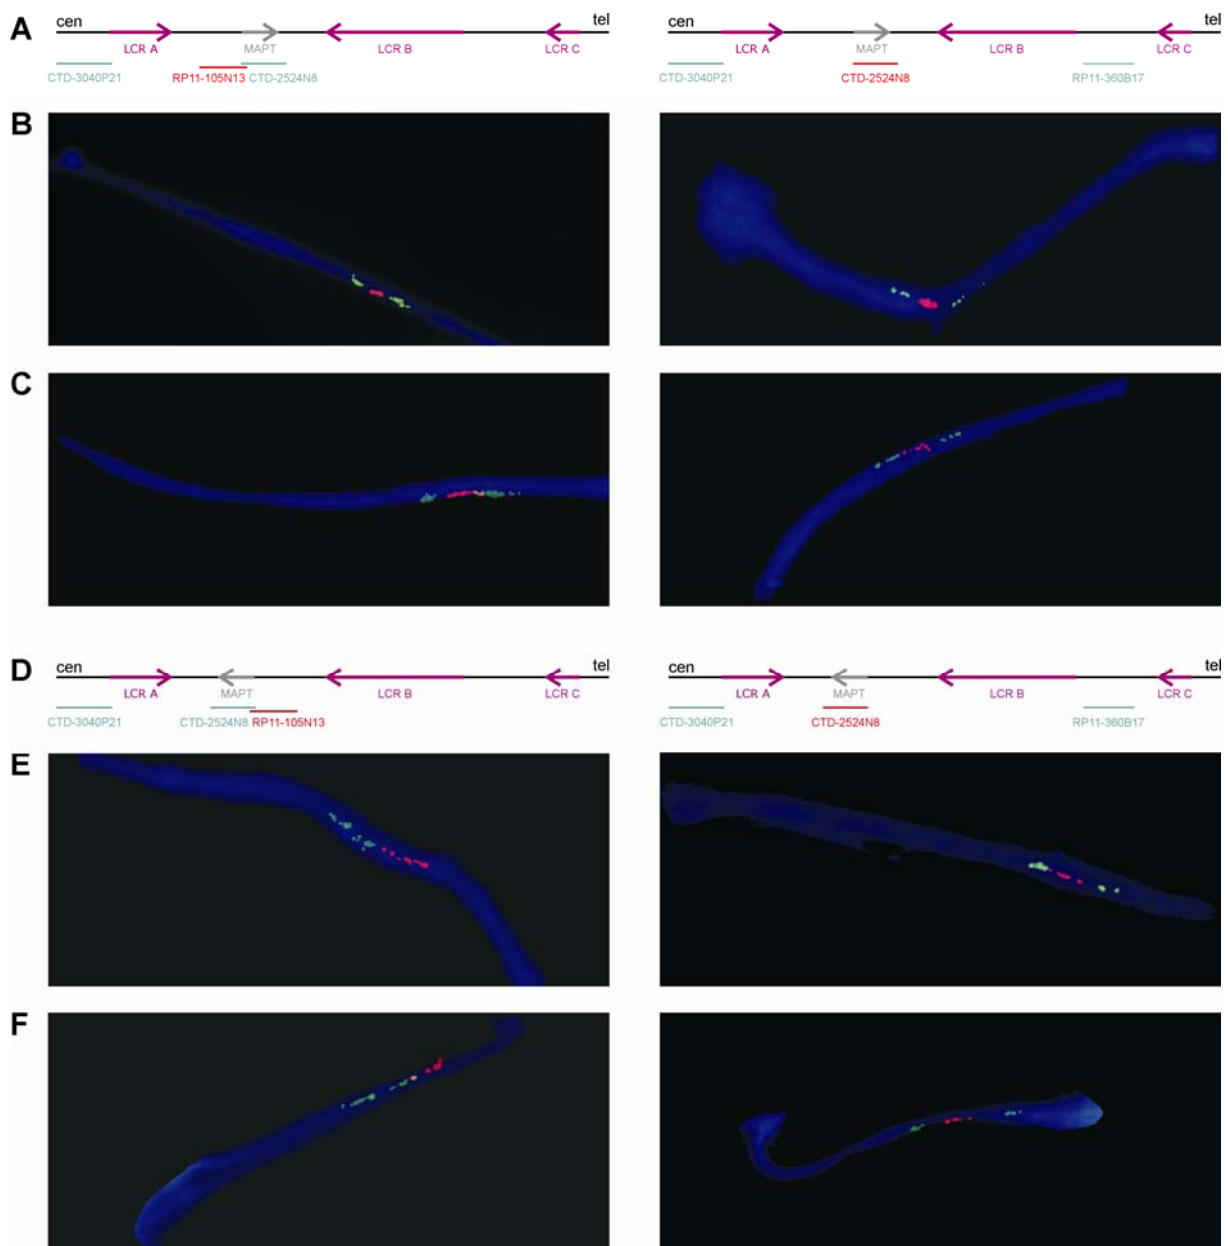 A
cen tel cen tel
LCR A MAPT LCR B LCR C LCR A MAPT LCR B LCR C
CTD-3040P21 RP11-105N13 CTD-2524N8 CTD-3040P21 CTD-2524N8 RP11-360B17
B
C
D
cen tel cen tel
LCR A MAPT LCR B LCR C LCR A MAPT LCR B LCR C
CTD-3040P21 CTD-2524N8 RP11-105N13 CTD-3040P21 CTD-2524N8 RP11-360B17
E
F